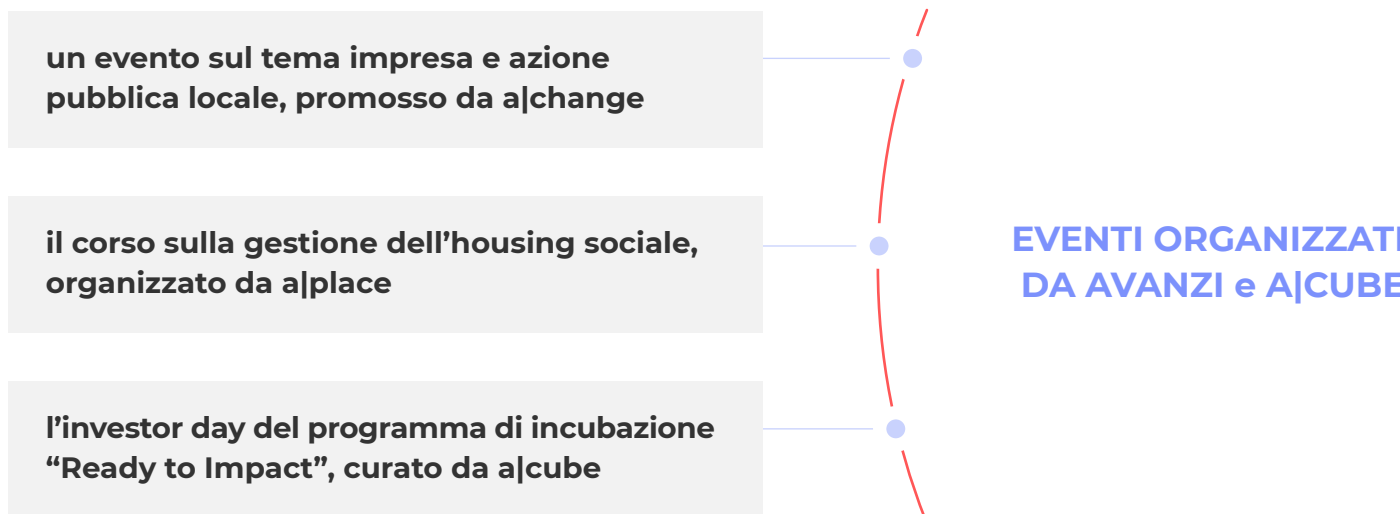 un evento sul tema impresa e azione
pubblica locale, promosso da a|change
il corso sulla gestione dell’housing sociale,
organizzato da a|place
l’investor day del programma di incubazione
“Ready to Impact”, curato da a|cube
EVENTI ORGANIZZATI
DA AVANZI e A|CUBE